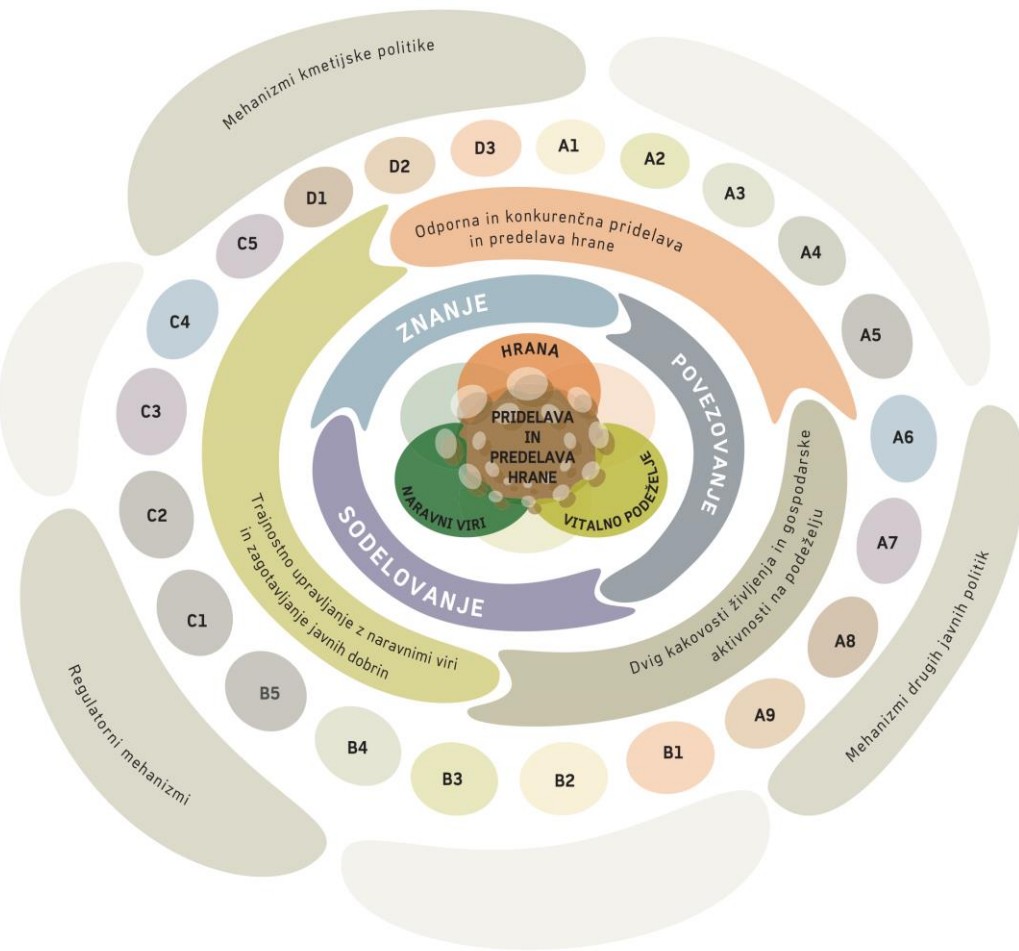 Mehanizmi kmetijske politike
D3
A1
A2
A3
A4
A5
A6
A7
A8
A9
B1
B2
B3
B4
B5
C1
C2
C3
C4
C5
D1
D2
Odporna in konkurenčna pridelava
in predelava hrane
ZNANJE
POVEZOVANJE
SODELOVANJE
HRANA
PRIDELAVA
IN
PREDELAVA
HRANE
NARAVNI VIRI
VITALNO PODEŽELJE
Trajnostno upravljanje z naravnimi viri
in zagotavljanje javnih dobrin
Dvig kakovosti življenja in gospodarske
aktivnosti na podeželju
Regulatorni mehanizmi
Mehanizmi drugih javnih politik